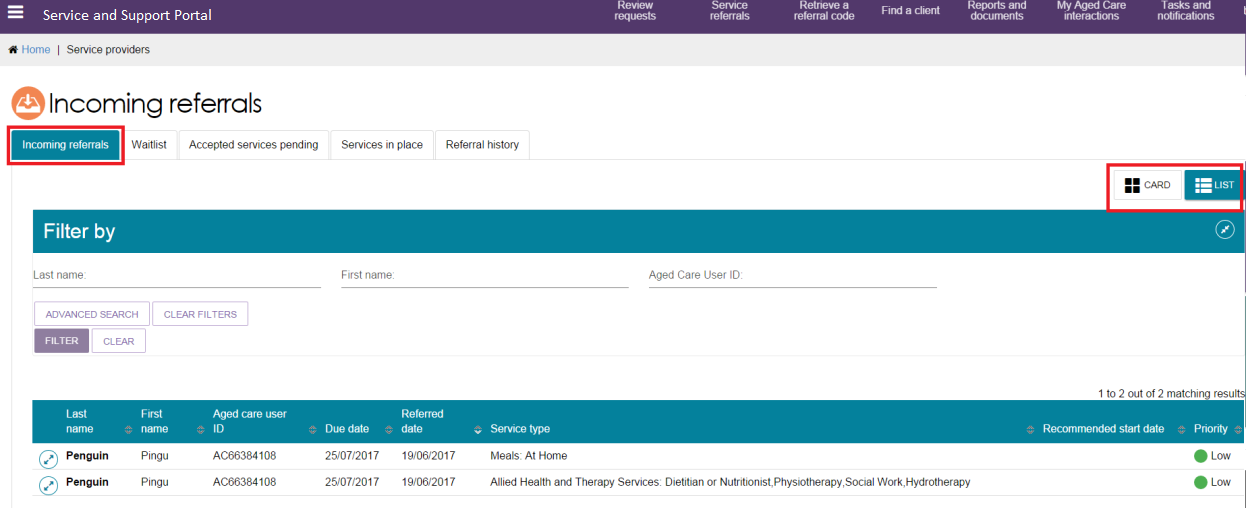 Service and Support Portal
Review requests
Service referrals
Retrieve a referral code
Find a client
Reports and documents
My Aged Care interactions
Tasks and notifications
Home | Service providers
Incoming referrals
Incoming referrals Waitlist Accepted services pending Services in place Referral history
CARD LIST
Filter by
Last name: First name: Aged Care User ID:
ADVANCED SEARCH CLEAR FILTERS
FILTER CLEAR
1 to 2 out of 2 matching results
Last name First name Aged care user ID Due date Referred date Service type Recommended start date Priority
Penguin Pingu AC66384108 25/07/2017 19/06/2017 Meals: At Home Low
Penguin Pingu AC66384108 25/07/2017 19/06/2017 Allied Health and Therapy Services: Dietitian or Nutritionist,Physiotherapy,Social Work,Hydrotherapy Low